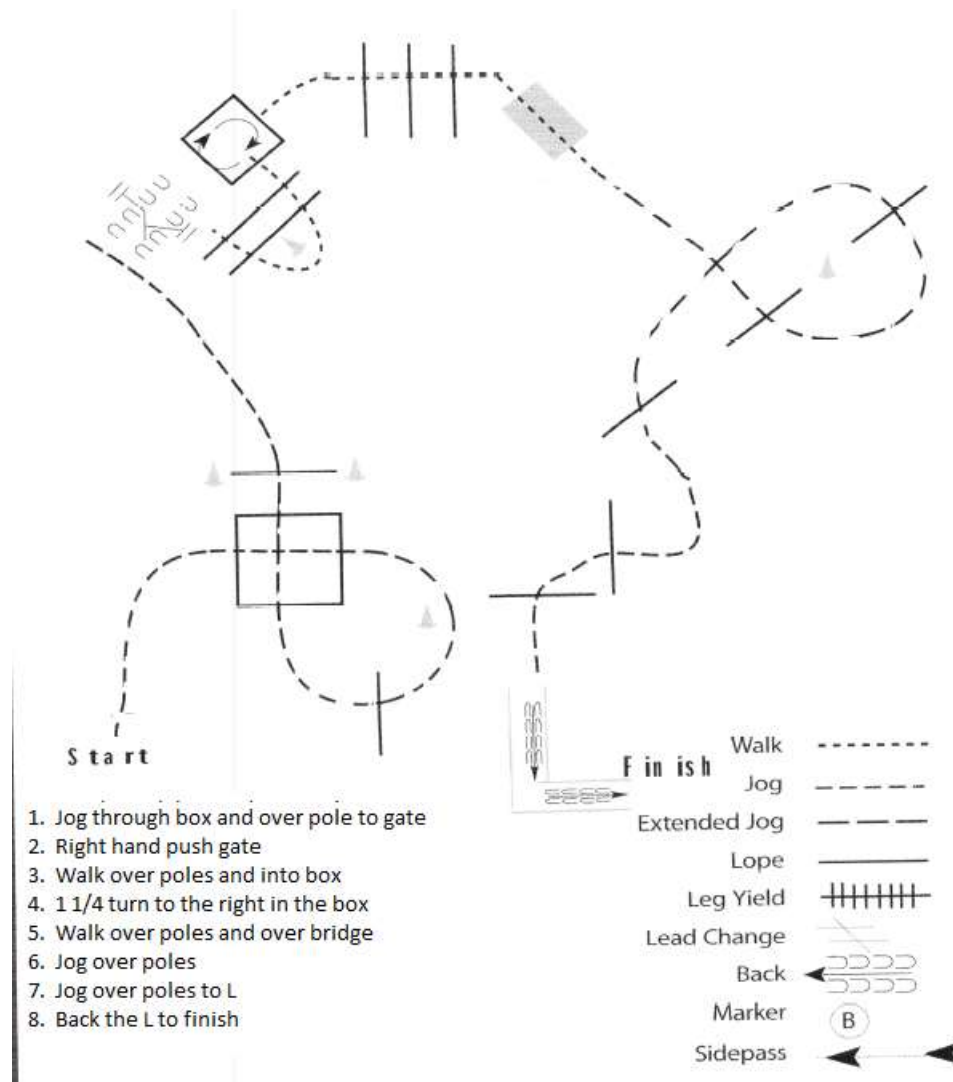 Start
Finish
1. Jog through box and over pole to gate
2. Right hand push gate
3. Walk over poles and into box
4. 1 1/4 turn to the right in the box
5. Walk over poles and over bridge
6. Jog over poles
7. Jog over poles to L
8. Back the L to finish
Walk
Jog
Extended Jog
Lope
Leg Yield
Lead Change
Back
Marker B
Sidepass